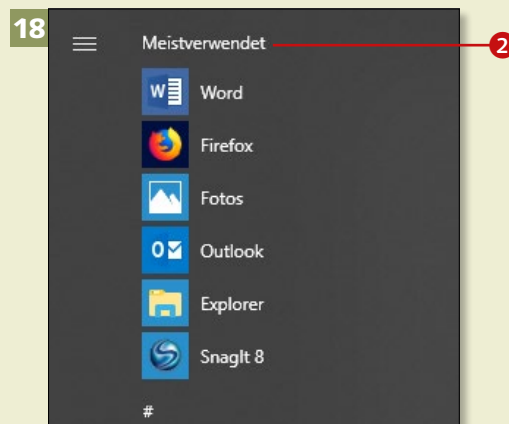 18
Meistverwendet
2
Word
Firefox
Fotos
Outlook
Explorer
SnagIt 8
#